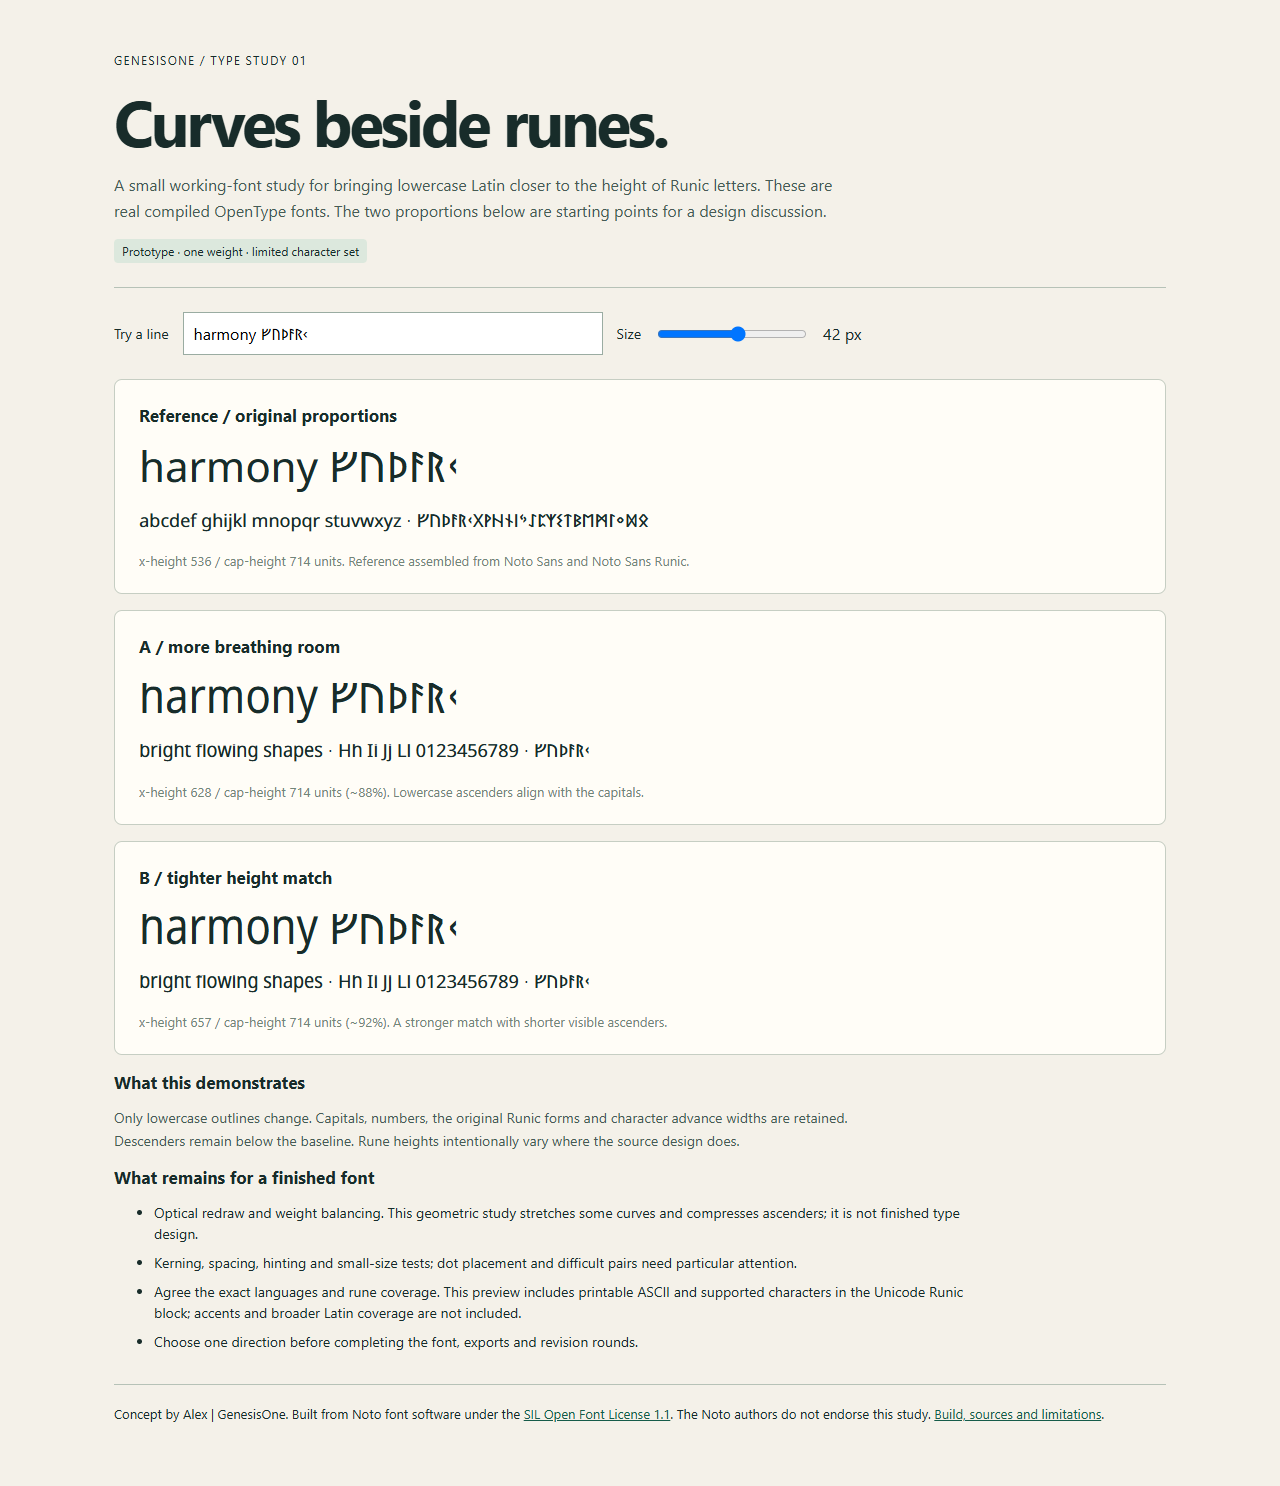 GENESISONE / TYPE STUDY 01
Curves beside runes.
A small working-font study for bringing lowercase Latin closer to the height of Runic letters. These are
real compiled OpenType fonts. The two proportions below are starting points for a design discussion.
Prototype · one weight · limited character set
Try a line harmony ᚠᚢᚦᚨᚱᚲ Size 42 px
Reference / original proportions
harmony ᚠᚢᚦᚨᚱᚲ
abcdef ghijkl mnopqr stuvwxyz · ᚠᚢᚦᚨᚱᚲᚷᚹᚺᚾᛁᛃᛇᛈᛉᛊᛏᛒᛖᛗᛚᛜᛞᛟ
x-height 536 / cap-height 714 units. Reference assembled from Noto Sans and Noto Sans Runic.
A / more breathing room
harmony ᚠᚢᚦᚨᚱᚲ
bright flowing shapes · Hh Ii Jj Ll 0123456789 · ᚠᚢᚦᚨᚱᚲ
x-height 628 / cap-height 714 units (~88%). Lowercase ascenders align with the capitals.
B / tighter height match
harmony ᚠᚢᚦᚨᚱᚲ
bright flowing shapes · Hh Ii Jj Ll 0123456789 · ᚠᚢᚦᚨᚱᚲ
x-height 657 / cap-height 714 units (~92%). A stronger match with shorter visible ascenders.
What this demonstrates
Only lowercase outlines change. Capitals, numbers, the original Runic forms and character advance widths are retained.
Descenders remain below the baseline. Rune heights intentionally vary where the source design does.
What remains for a finished font
• Optical redraw and weight balancing. This geometric study stretches some curves and compresses ascenders; it is not finished type
design.
• Kerning, spacing, hinting and small-size tests; dot placement and difficult pairs need particular attention.
• Agree the exact languages and rune coverage. This preview includes printable ASCII and supported characters in the Unicode Runic
block; accents and broader Latin coverage are not included.
• Choose one direction before completing the font, exports and revision rounds.
Concept by Alex | GenesisOne. Built from Noto font software under the SIL Open Font License 1.1. The Noto authors do not endorse this study. Build, sources and limitations.